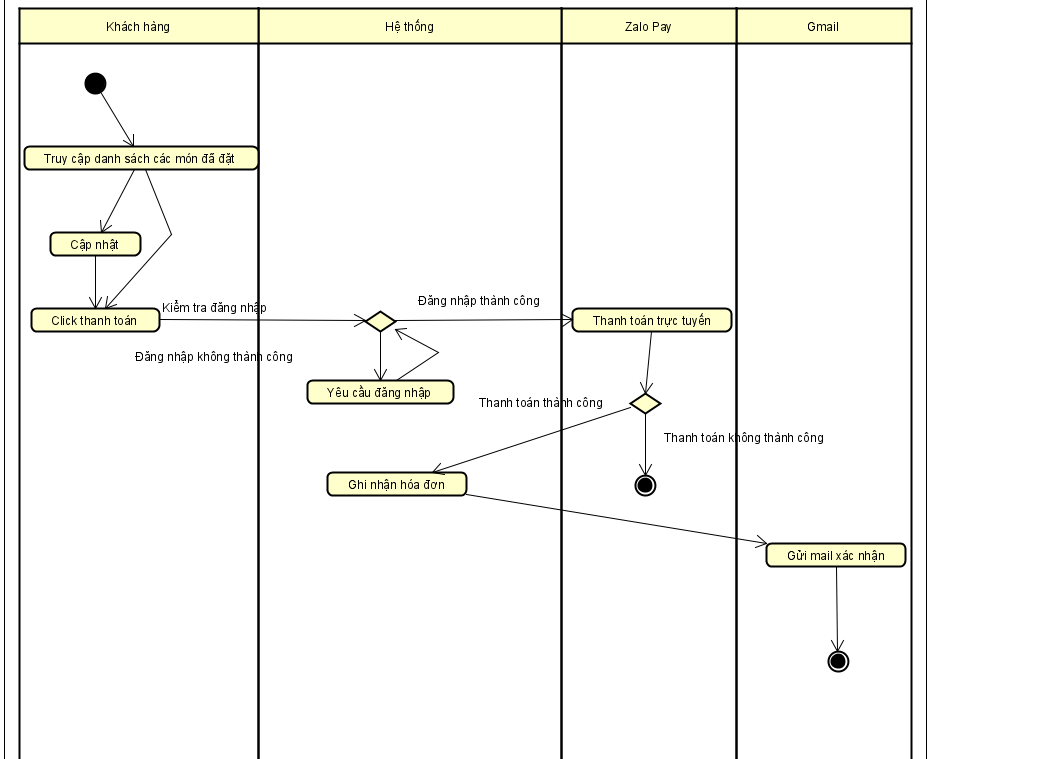 Khách hàng
Hệ thống
Zalo Pay
Gmail
Truy cập danh sách các món đã đặt
Cập nhật
Click thanh toán
Kiểm tra đăng nhập
Đăng nhập thành công
Thanh toán trực tuyến
Đăng nhập không thành công
Yêu cầu đăng nhập
Thanh toán thành công
Thanh toán không thành công
Ghi nhận hóa đơn
Gửi mail xác nhận